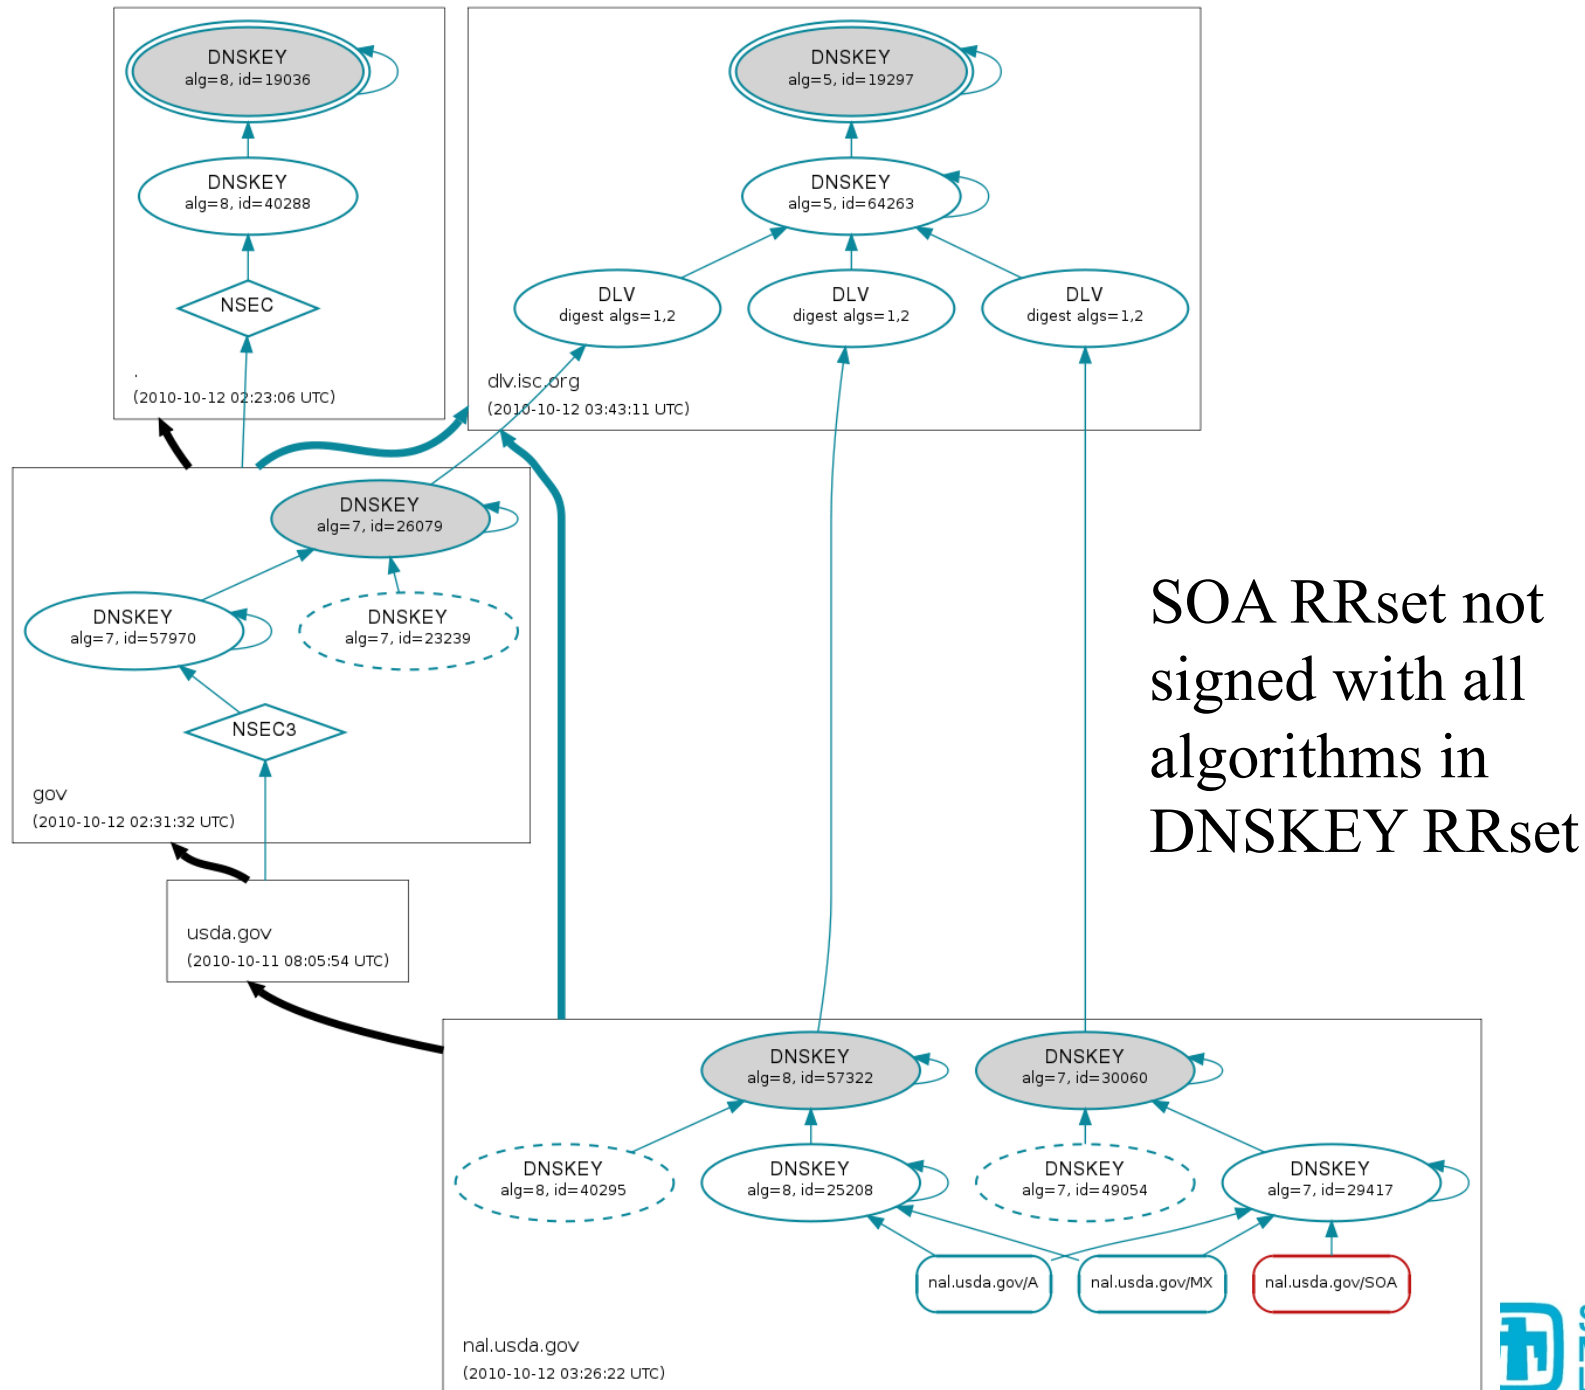 DNSKEY
alg=8, id=19036
DNSKEY
alg=8, id=40288
NSEC
.
(2010-10-12 02:23:06 UTC)
DNSKEY
alg=5, id=19297
DNSKEY
alg=5, id=64263
DLV
digest algs=1,2
DLV
digest algs=1,2
DLV
digest algs=1,2
dlv.isc.org
(2010-10-12 03:43:11 UTC)
DNSKEY
alg=7, id=26079
DNSKEY
alg=7, id=57970
DNSKEY
alg=7, id=23239
NSEC3
gov
(2010-10-12 02:31:32 UTC)
SOA RRset not
signed with all
algorithms in
DNSKEY RRset
usda.gov
(2010-10-11 08:05:54 UTC)
DNSKEY
alg=8, id=57322
DNSKEY
alg=7, id=30060
DNSKEY
alg=8, id=40295
DNSKEY
alg=8, id=25208
DNSKEY
alg=7, id=49054
DNSKEY
alg=7, id=29417
nal.usda.gov/A
nal.usda.gov/MX
nal.usda.gov/SOA
nal.usda.gov
(2010-10-12 03:26:22 UTC)